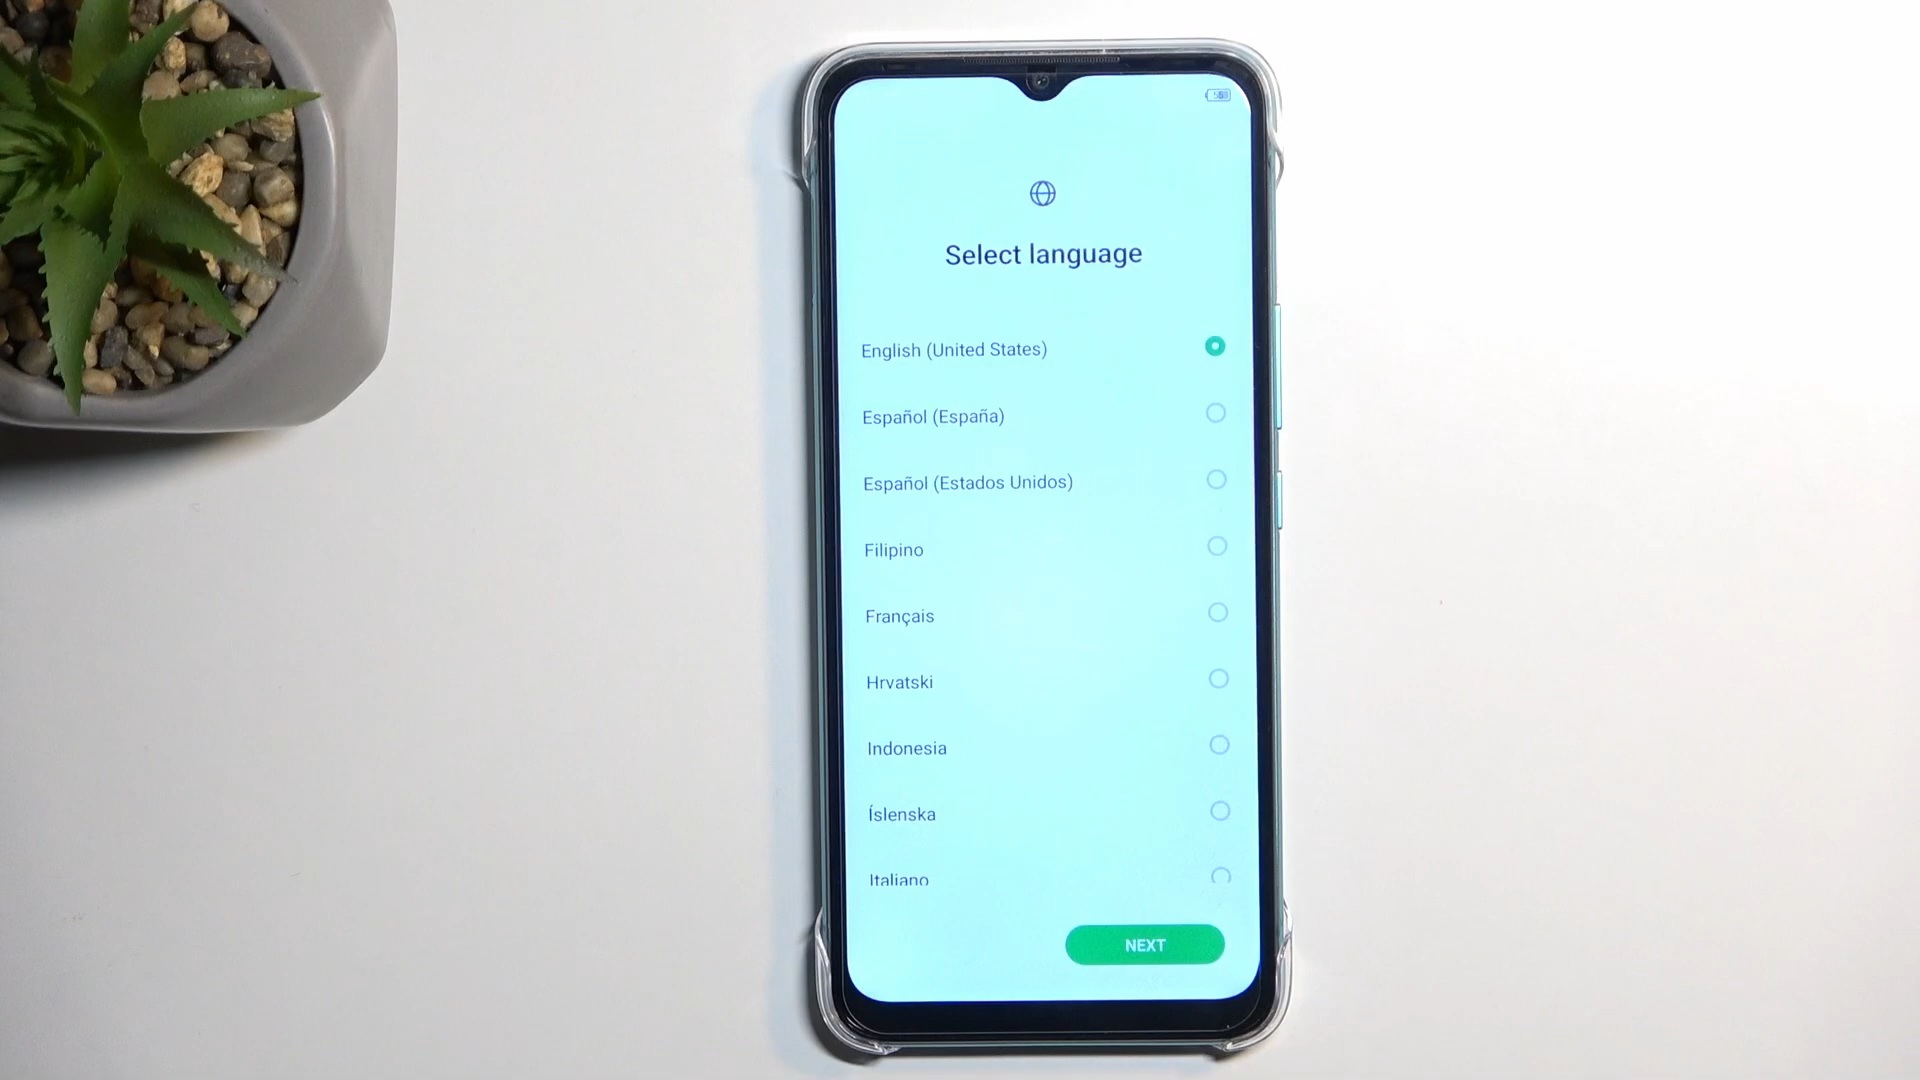 Select language
English (United States)
Español (España)
Español (Estados Unidos)
Filipino
Français
Hrvatski
Indonesia
Íslenska
Italiano
NEXT